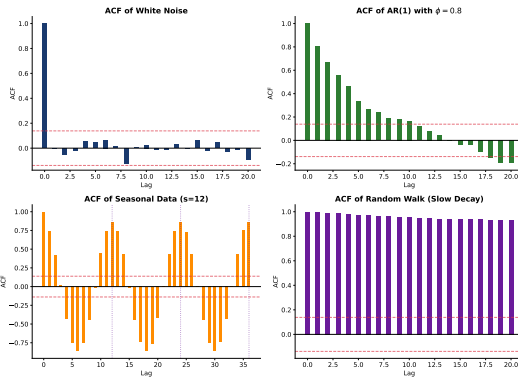 ACF of White Noise
ACF
1.0
0.8
0.6
0.4
0.2
0.0
0.0 2.5 5.0 7.5 10.0 12.5 15.0 17.5 20.0
Lag
ACF of AR(1) with ϕ = 0.8
ACF
1.0
0.8
0.6
0.4
0.2
0.0
−0.2
0.0 2.5 5.0 7.5 10.0 12.5 15.0 17.5 20.0
Lag
ACF of Seasonal Data (s=12)
ACF
1.00
0.75
0.50
0.25
0.00
−0.25
−0.50
−0.75
0 5 10 15 20 25 30 35
Lag
ACF of Random Walk (Slow Decay)
ACF
1.0
0.8
0.6
0.4
0.2
0.0
0.0 2.5 5.0 7.5 10.0 12.5 15.0 17.5 20.0
Lag